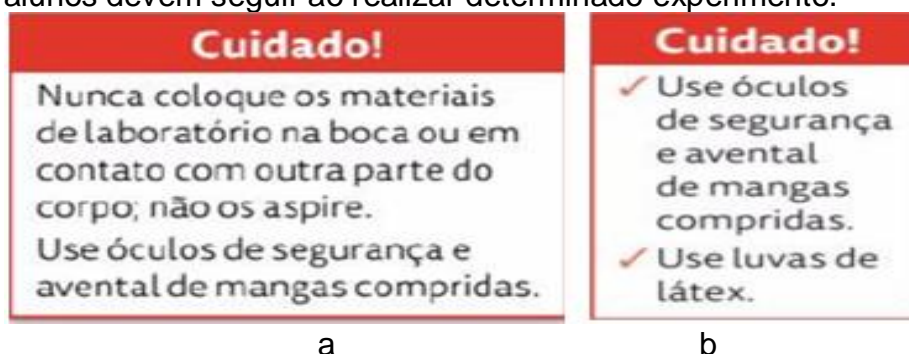 alunos devem seguir ao realizar determinado experimento.
Cuidado!
Nunca coloque os materiais
de laboratório na boca ou em
contato com outra parte do
corpo; não os aspire.
Use óculos de segurança e
avental de mangas compridas.
a
Cuidado!
✓ Use óculos
de segurança
e avental
de mangas
compridas.
✓ Use luvas de
látex.
b